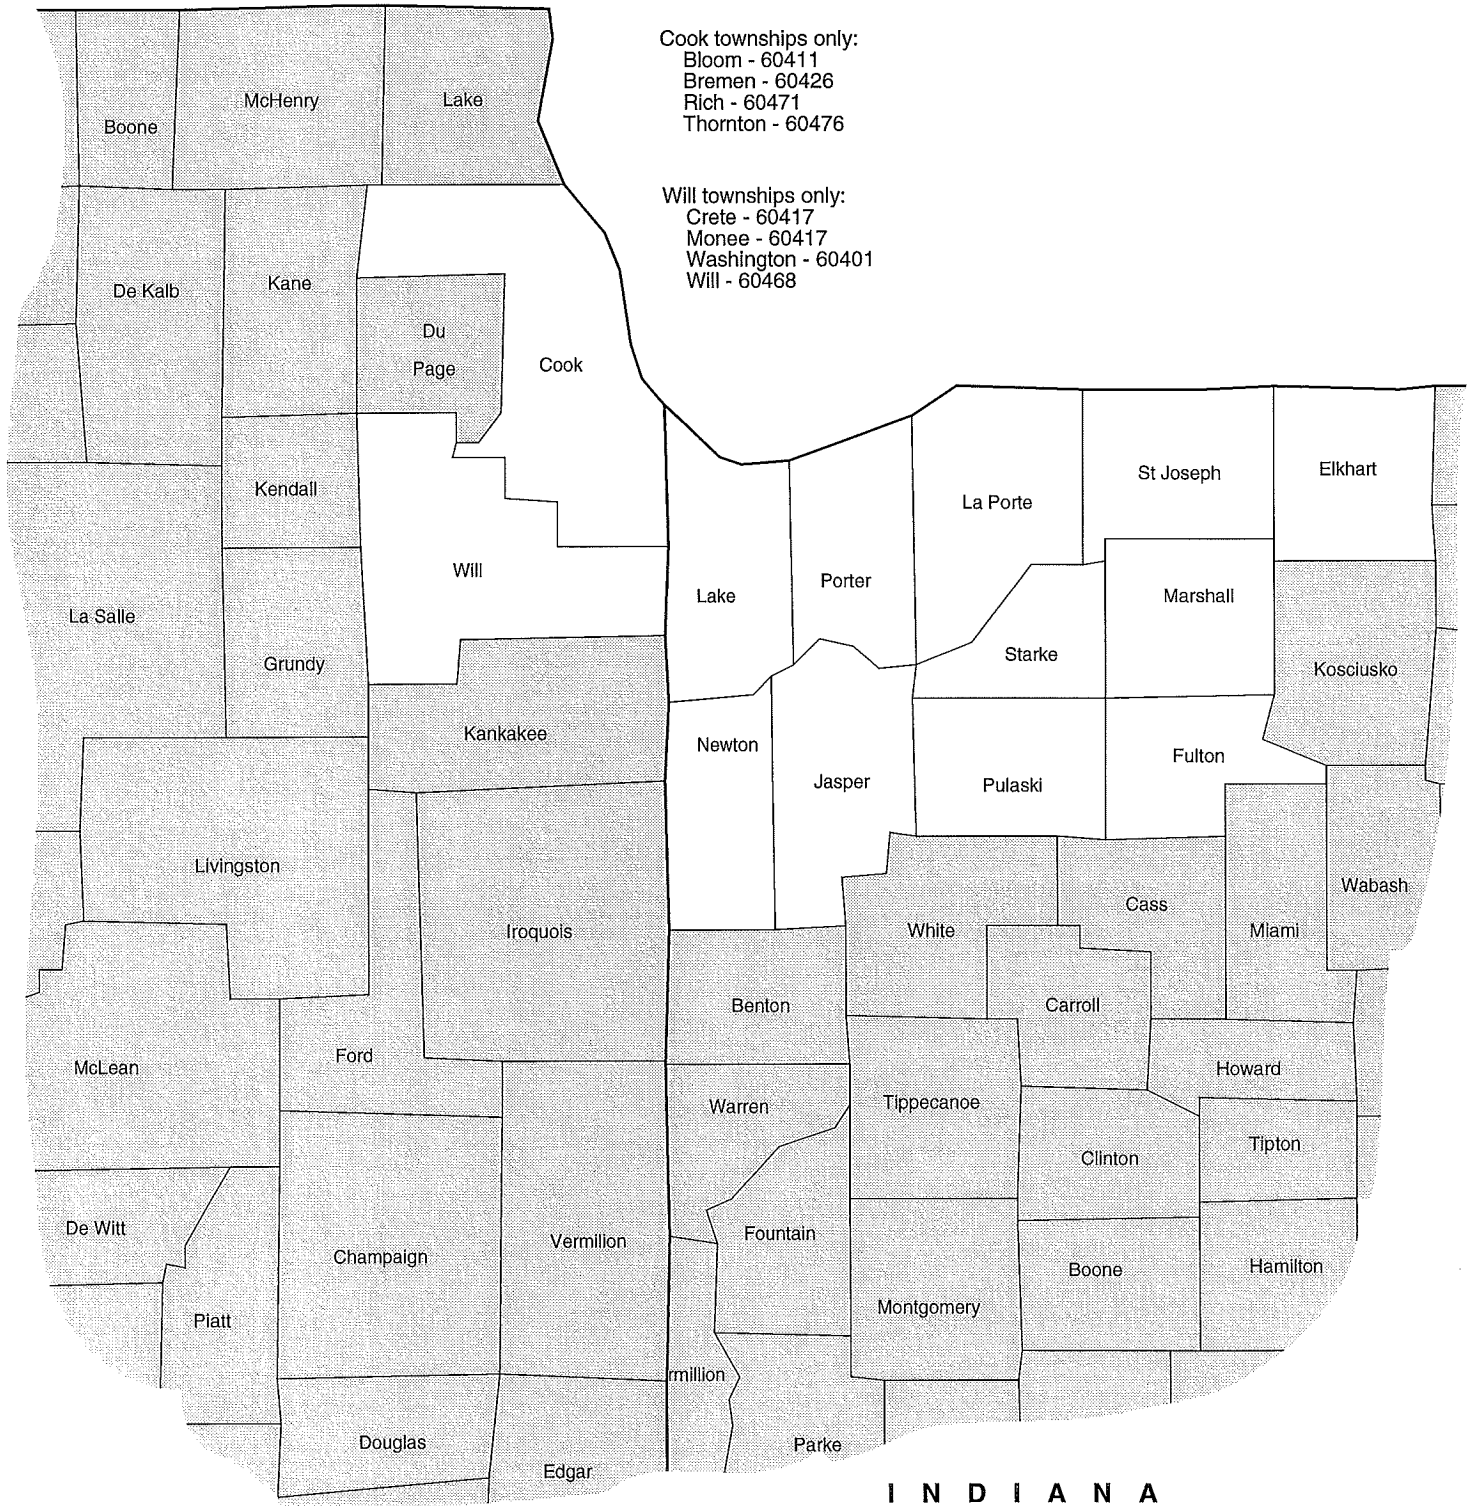 Cook townships only:
Bloom - 60411
Bremen - 60426
Rich - 60471
Thornton - 60476
Will townships only:
Crete - 60417
Monee - 60417
Washington - 60401
Will - 60468
Boone
McHenry
Lake
De Kalb
Kane
Du
Page
Cook
Kendall
La Salle
Will
Grundy
Kankakee
Livingston
Iroquois
Ford
McLean
De Witt
Piatt
Champaign
Vermilion
Douglas
Edgar
Lake
Porter
La Porte
St Joseph
Elkhart
Starke
Marshall
Kosciusko
Newton
Jasper
Pulaski
Fulton
Wabash
White
Cass
Miami
Benton
Carroll
Howard
Warren
Tippecanoe
Clinton
Tipton
Fountain
Montgomery
Boone
Hamilton
rmillion
Parke
INDIANA